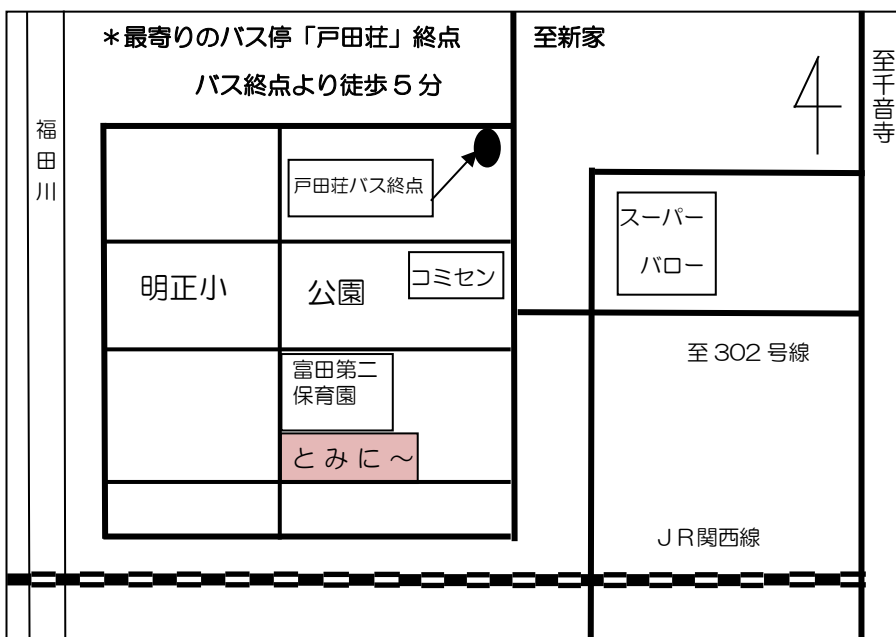 ＊最寄りのバス停「戸田荘」終点
バス終点より徒歩５分
至新家
至千音寺
福田川
戸田荘バス終点
スーパー
バロー
明正小
公園
コミセン
至302号線
富田第二
保育園
とみに～
ＪＲ関西線